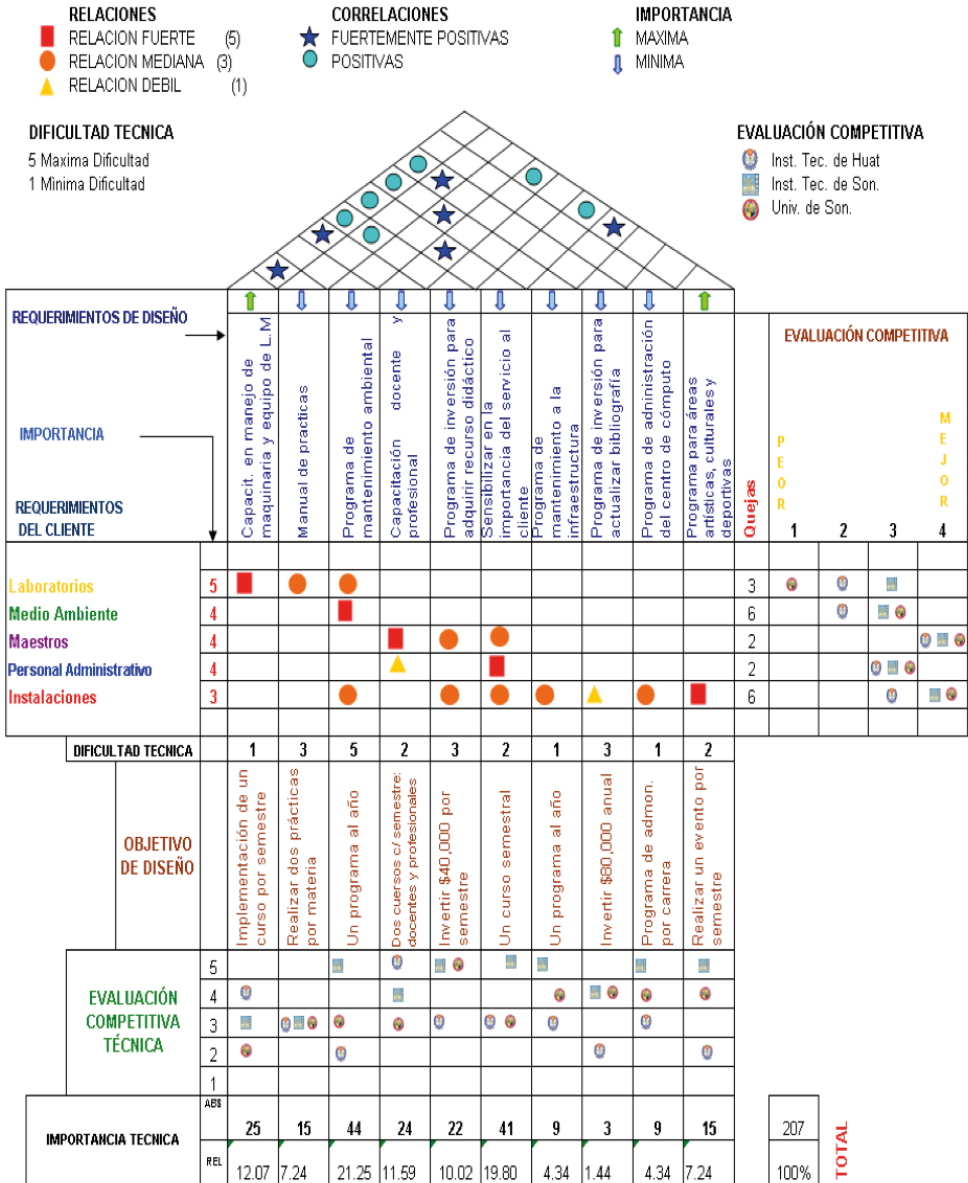 RELACIONES
RELACION FUERTE (5)
RELACION MEDIANA (3)
RELACION DEBIL (1)
CORRELACIONES
FUERTEMENTE POSITIVAS
POSITIVAS
IMPORTANCIA
MAXIMA
MINIMA
DIFICULTAD TECNICA
5 Maxima Dificultad
1 Minima Dificultad
EVALUACIÓN COMPETITIVA
Inst. Tec. de Huat
Inst. Tec. de Son.
Univ. de Son.
REQUERIMIENTOS DE DISEÑO
IMPORTANCIA
REQUERIMIENTOS
DEL CLIENTE
Capacit. en manejo de
maquinaria y equipo de L.M
Manual de practicas
Programa de
mantenimiento ambiental
Capacitación docente y
profesional
Programa de inversión para
adquirir recurso didáctico
Sensibilizar en la
importancia del servicio al
cliente
Programa de
mantenimiento a la
infraestructura
Programa de inversión para
actualizar bibliografía
Programa de administración
del centro de cómputo
Programa para áreas
artísticas, culturales y
deportivas
Quejas
EVALUACIÓN COMPETITIVA
PEOR
MEJOR
1 2 3 4
Laboratorios 5 3
Medio Ambiente 4 6
Maestros 4 2
Personal Administrativo 4 2
Instalaciones 3 6
DIFICULTAD TECNICA 1 3 5 2 3 2 1 3 1 2
OBJETIVO
DE DISEÑO
Implementación de un
curso por semestre
Realizar dos prácticas
por materia
Un programa al año
Dos cursos c/ semestre:
docentes y profesionales
Invertir $40,000 por
semestre
Un curso semestral
Un programa al año
Invertir $80,000 anual
Programa de admon.
por carrera
Realizar un evento por
semestre
EVALUACIÓN
COMPETITIVA
TÉCNICA
5
4
3
2
1
IMPORTANCIA TECNICA
ABS 25 15 44 24 22 41 9 3 9 15 207
REL 12.07 7.24 21.25 11.59 10.02 19.80 4.34 1.44 4.34 7.24 100%
TOTAL